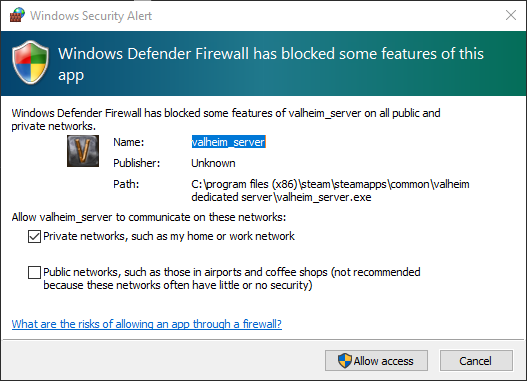 Windows Security Alert
Windows Defender Firewall has blocked some features of this
app
Windows Defender Firewall has blocked some features of valheim_server on all public and
private networks.
Name: valheim_server
Publisher: Unknown
Path: C:\program files (x86)\steam\steamapps\common\valheim
dedicated server\valheim_server.exe
Allow valheim_server to communicate on these networks:
Private networks, such as my home or work network
Public networks, such as those in airports and coffee shops (not recommended
because these networks often have little or no security)
What are the risks of allowing an app through a firewall?
Allow access Cancel